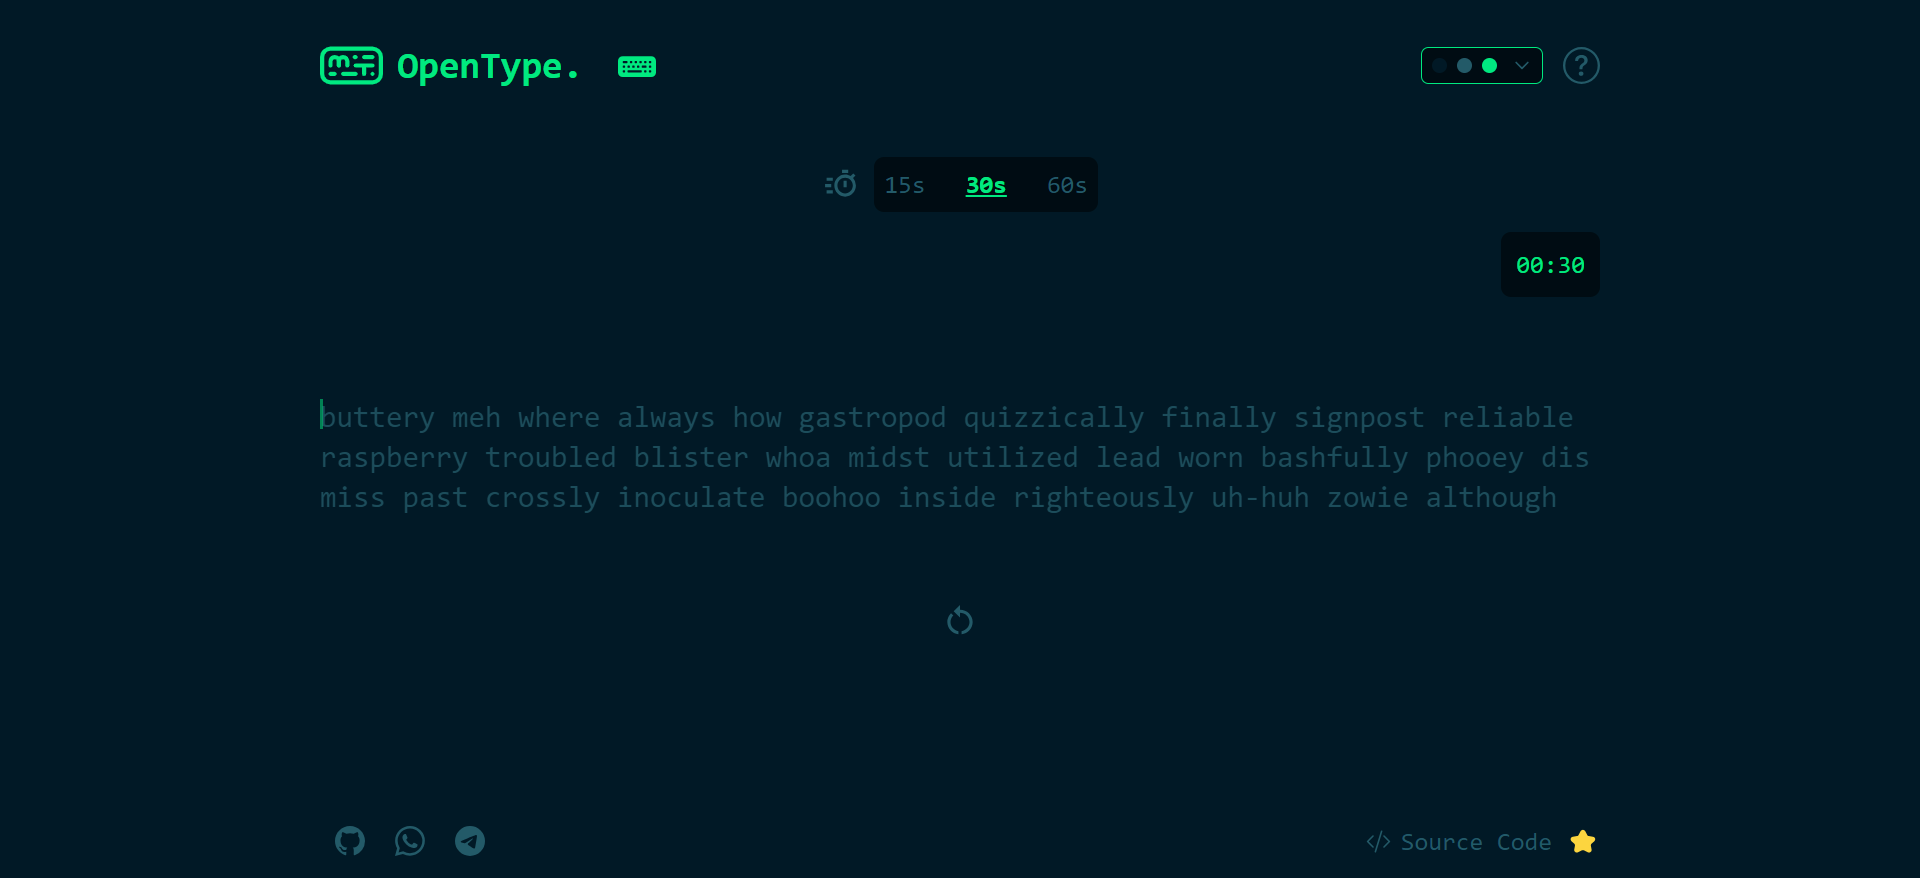 OpenType.
15s 30s 60s
00:30
buttery meh where always how gastropod quizzically finally signpost reliable
raspberry troubled blister whoa midst utilized lead worn bashfully phooey dis
miss past crossly inoculate boohoo inside righteously uh-huh zowie although
</> Source Code